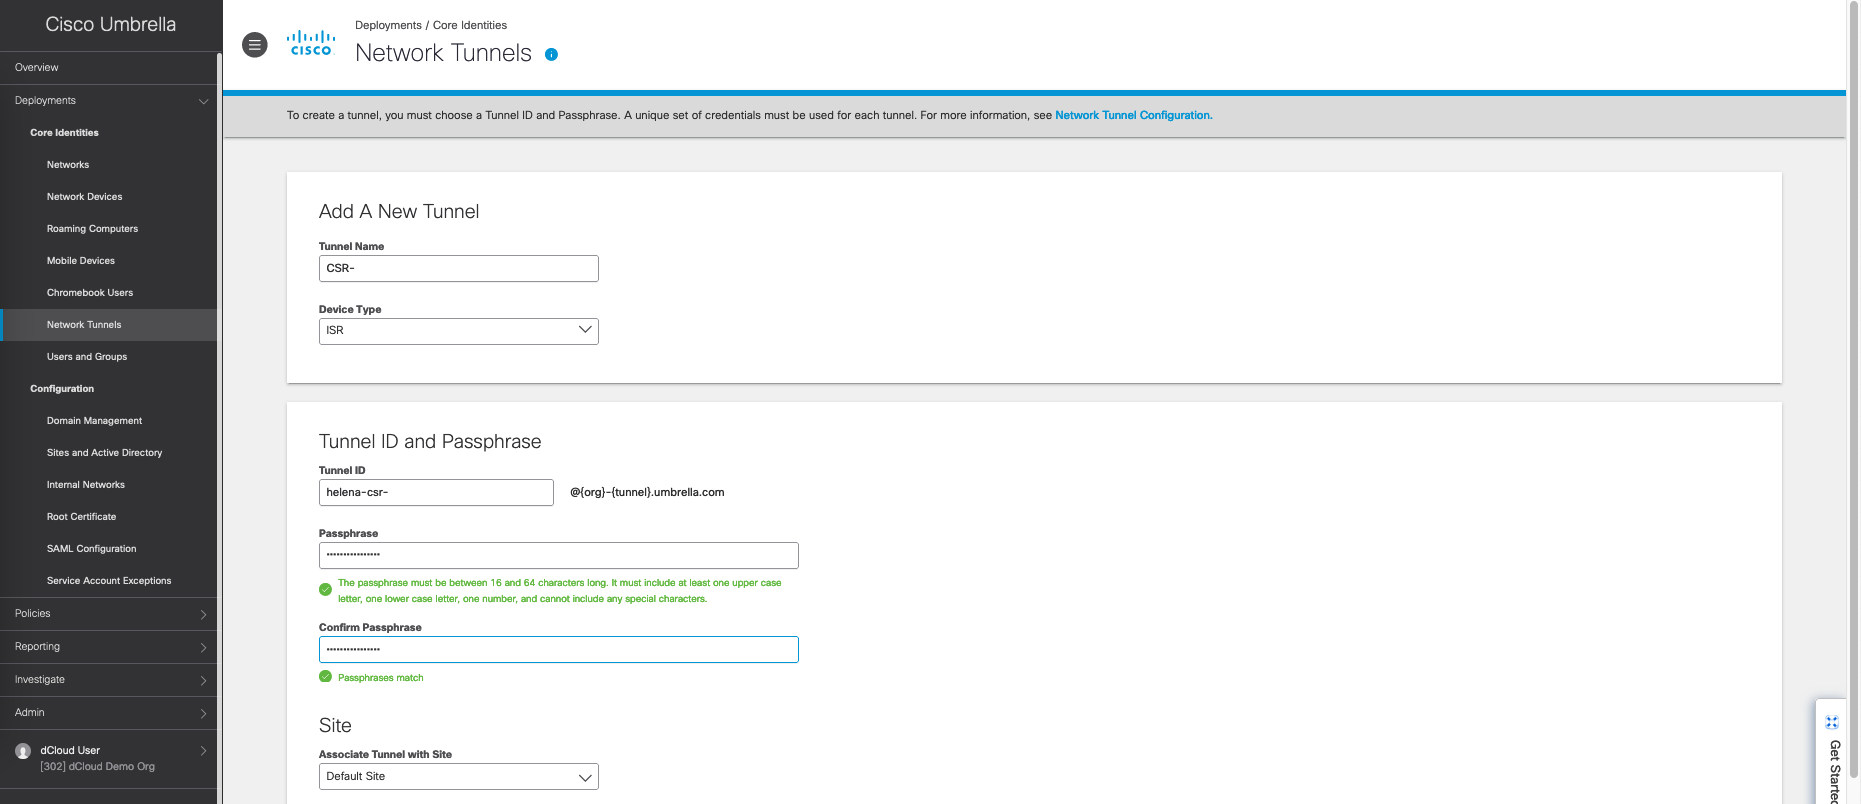 Cisco Umbrella
Overview
Deployments
Core Identities
Networks
Network Devices
Roaming Computers
Mobile Devices
Chromebook Users
Network Tunnels
Users and Groups
Configuration
Domain Management
Sites and Active Directory
Internal Networks
Root Certificate
SAML Configuration
Service Account Exceptions
Policies
Reporting
Investigate
Admin
dCloud User
[302] dCloud Demo Org
CISCO
Deployments / Core Identities
Network Tunnels
To create a tunnel, you must choose a Tunnel ID and Passphrase. A unique set of credentials must be used for each tunnel. For more information, see Network Tunnel Configuration.
Add A New Tunnel
Tunnel Name
CSR-
Device Type
ISR
Tunnel ID and Passphrase
Tunnel ID
helena-csr-
@{org}-{tunnel}.umbrella.com
Passphrase
The passphrase must be between 16 and 64 characters long. It must include at least one upper case
letter, one lower case letter, one number, and cannot include any special characters.
Confirm Passphrase
Passphrases match
Site
Associate Tunnel with Site
Default Site
Get Started